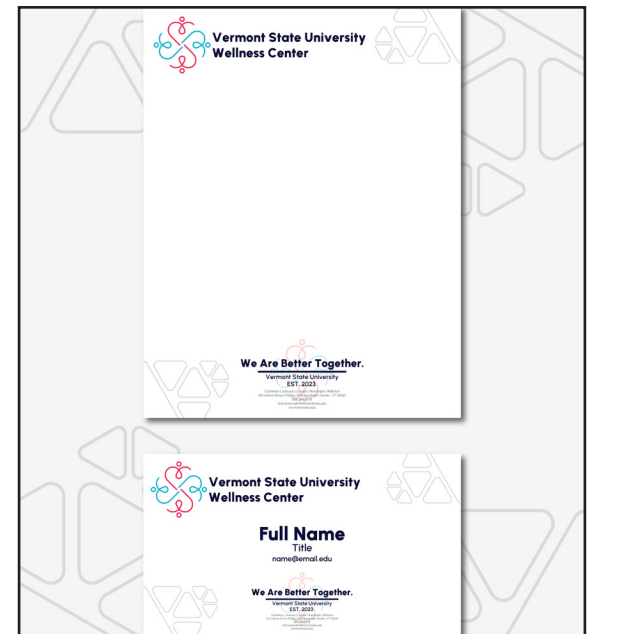 Vermont State University
Wellness Center
We Are Better Together.
Vermont State University
EST. 2023
Vermont State University
Wellness Center
Full Name
Title
name@email.edu
We Are Better Together.
Vermont State University
EST. 2023